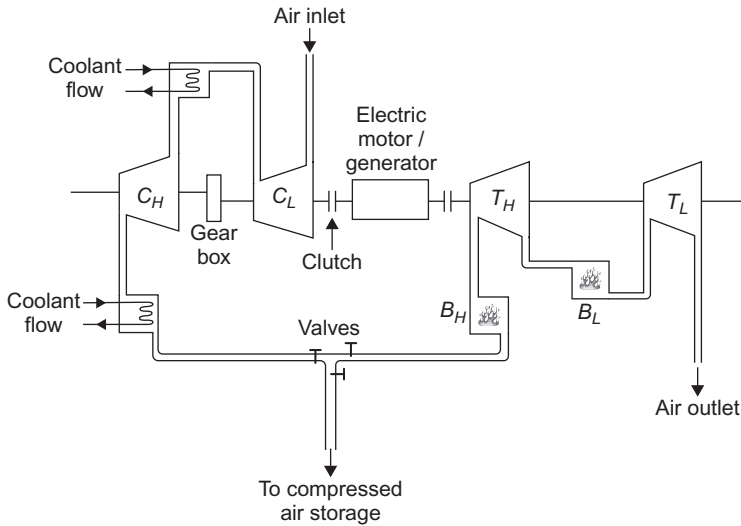 Air inlet
Coolant
flow
Electric
motor /
generator
C_H
C_L
T_H
T_L
Gear
box
Clutch
Coolant
flow
Valves
B_H
B_L
Air outlet
To compressed
air storage